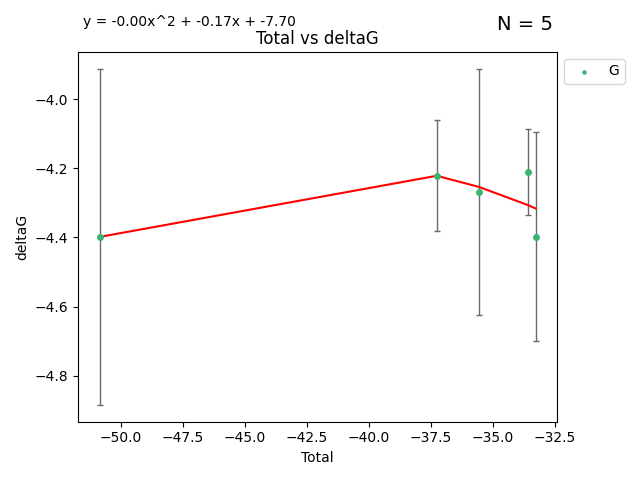 y = -0.00x^2 + -0.17x + -7.70
N = 5
Total vs deltaG
G
deltaG
−4.0
−4.2
−4.4
−4.6
−4.8
−50.0 −47.5 −45.0 −42.5 −40.0 −37.5 −35.0 −32.5
Total